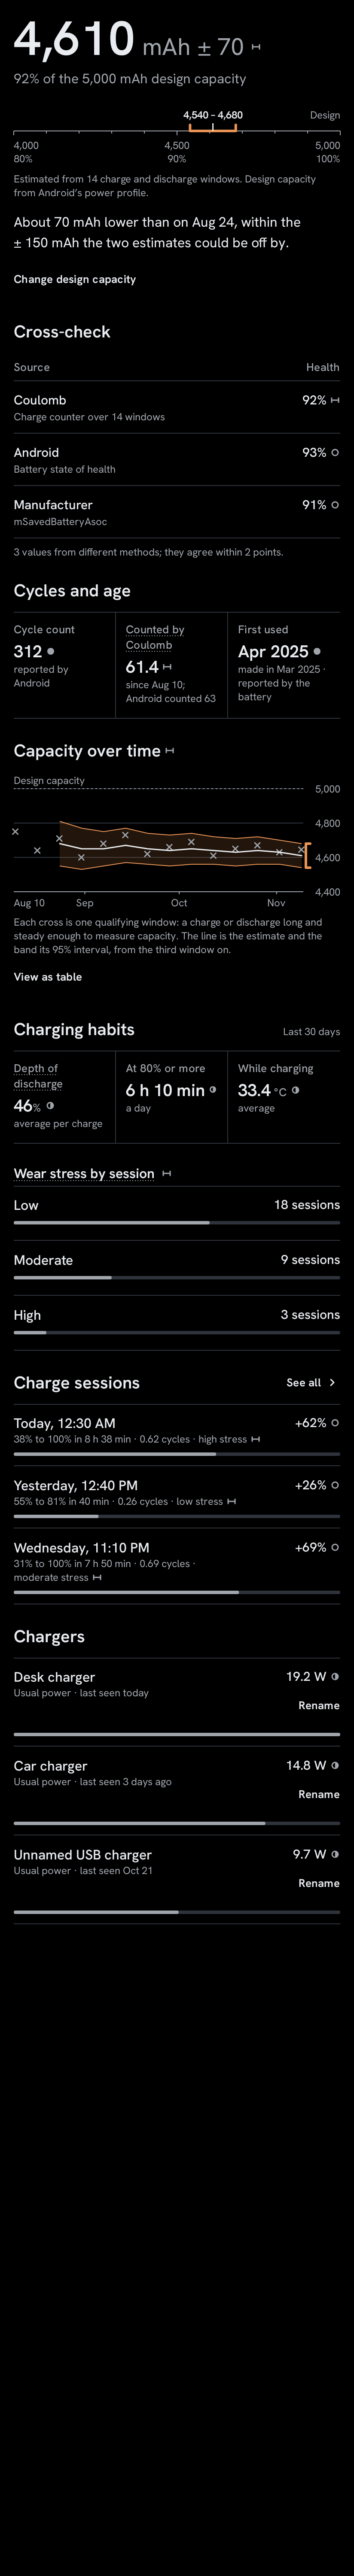 4,610 mAh ± 70
92% of the 5,000 mAh design capacity
4,540 – 4,680 Design
4,000 4,500 5,000
80% 90% 100%
Estimated from 14 charge and discharge windows. Design capacity
from Android’s power profile.
About 70 mAh lower than on Aug 24, within the
± 150 mAh the two estimates could be off by.
Change design capacity
Cross-check
Source Health
Coulomb 92%
Charge counter over 14 windows
Android 93%
Battery state of health
Manufacturer 91%
mSavedBatteryAsoc
3 values from different methods; they agree within 2 points.
Cycles and age
Cycle count
312
reported by
Android
Counted by
Coulomb
61.4
since Aug 10;
Android counted 63
First used
Apr 2025
made in Mar 2025 ·
reported by the
battery
Capacity over time
Design capacity
5,000
4,800
4,600
4,400
Aug 10 Sep Oct Nov
Each cross is one qualifying window: a charge or discharge long and
steady enough to measure capacity. The line is the estimate and the
band its 95% interval, from the third window on.
View as table
Charging habits Last 30 days
Depth of
discharge
46%
average per charge
At 80% or more
6 h 10 min
a day
While charging
33.4 °C
average
Wear stress by session
Low 18 sessions
Moderate 9 sessions
High 3 sessions
Charge sessions See all
Today, 12:30 AM +62%
38% to 100% in 8 h 38 min · 0.62 cycles · high stress
Yesterday, 12:40 PM +26%
55% to 81% in 40 min · 0.26 cycles · low stress
Wednesday, 11:10 PM +69%
31% to 100% in 7 h 50 min · 0.69 cycles ·
moderate stress
Chargers
Desk charger 19.2 W
Usual power · last seen today
Rename
Car charger 14.8 W
Usual power · last seen 3 days ago
Rename
Unnamed USB charger 9.7 W
Usual power · last seen Oct 21
Rename